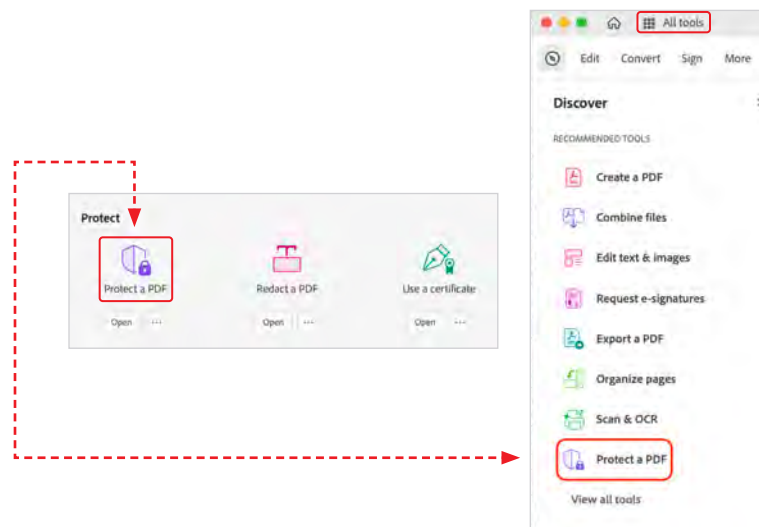 All tools
Edit Convert Sign More
Discover
RECOMMENDED TOOLS
Create a PDF
Combine files
Edit text & images
Request e-signatures
Export a PDF
Organize pages
Scan & OCR
Protect a PDF
View all tools
Protect
Protect a PDF Redact a PDF Use a certificate
Open ... Open ... Open ...